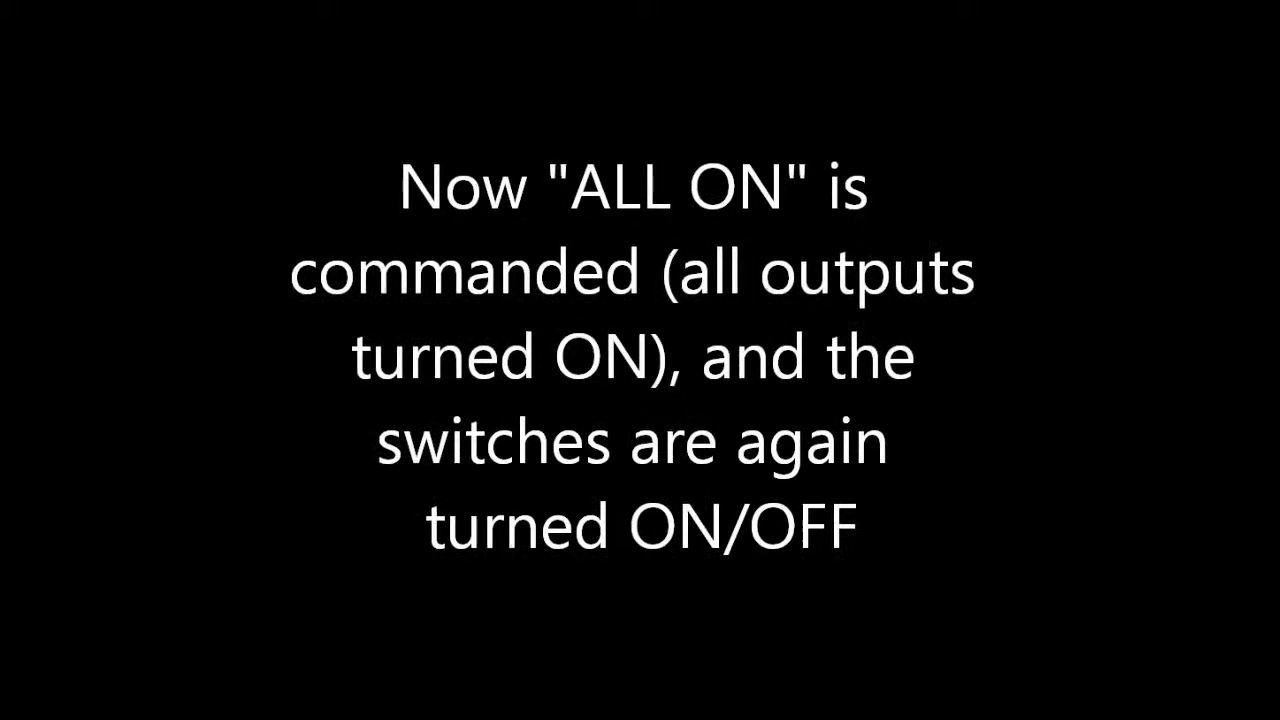 Now "ALL ON" is
commanded (all outputs
turned ON), and the
switches are again
turned ON/OFF